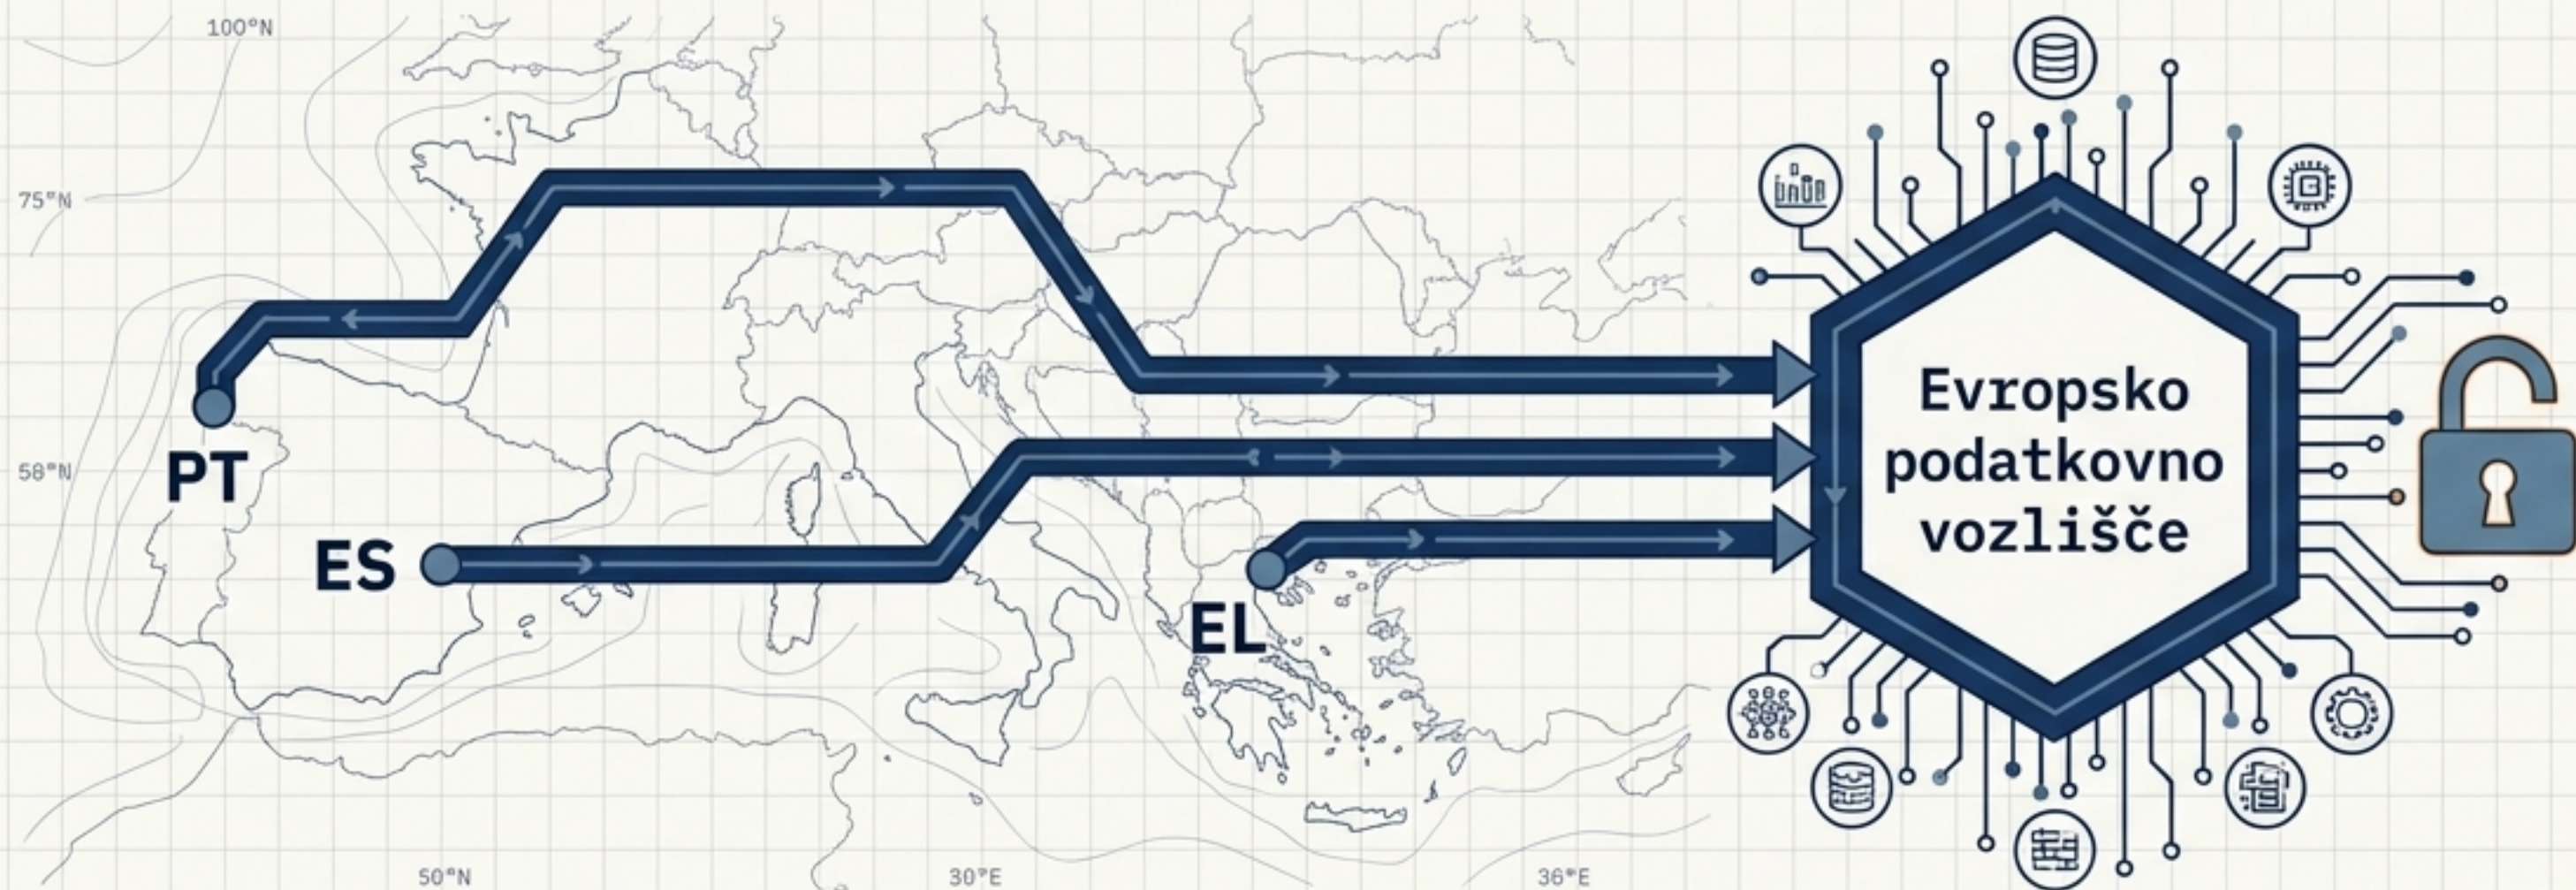 100°N
75°N
PT
58°N
ES
EL
Evropsko
podatkovno
vozlišče
50°N
30°E
36°E